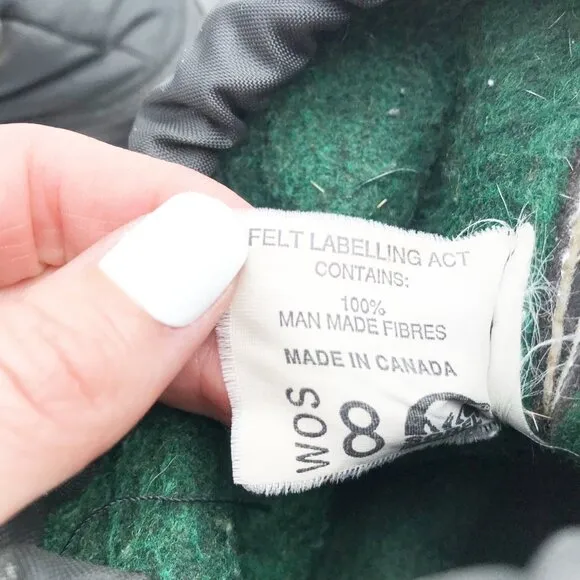 FELT LABELLING ACT
CONTAINS:
100%
MAN MADE FIBRES
MADE IN CANADA
WOS
8